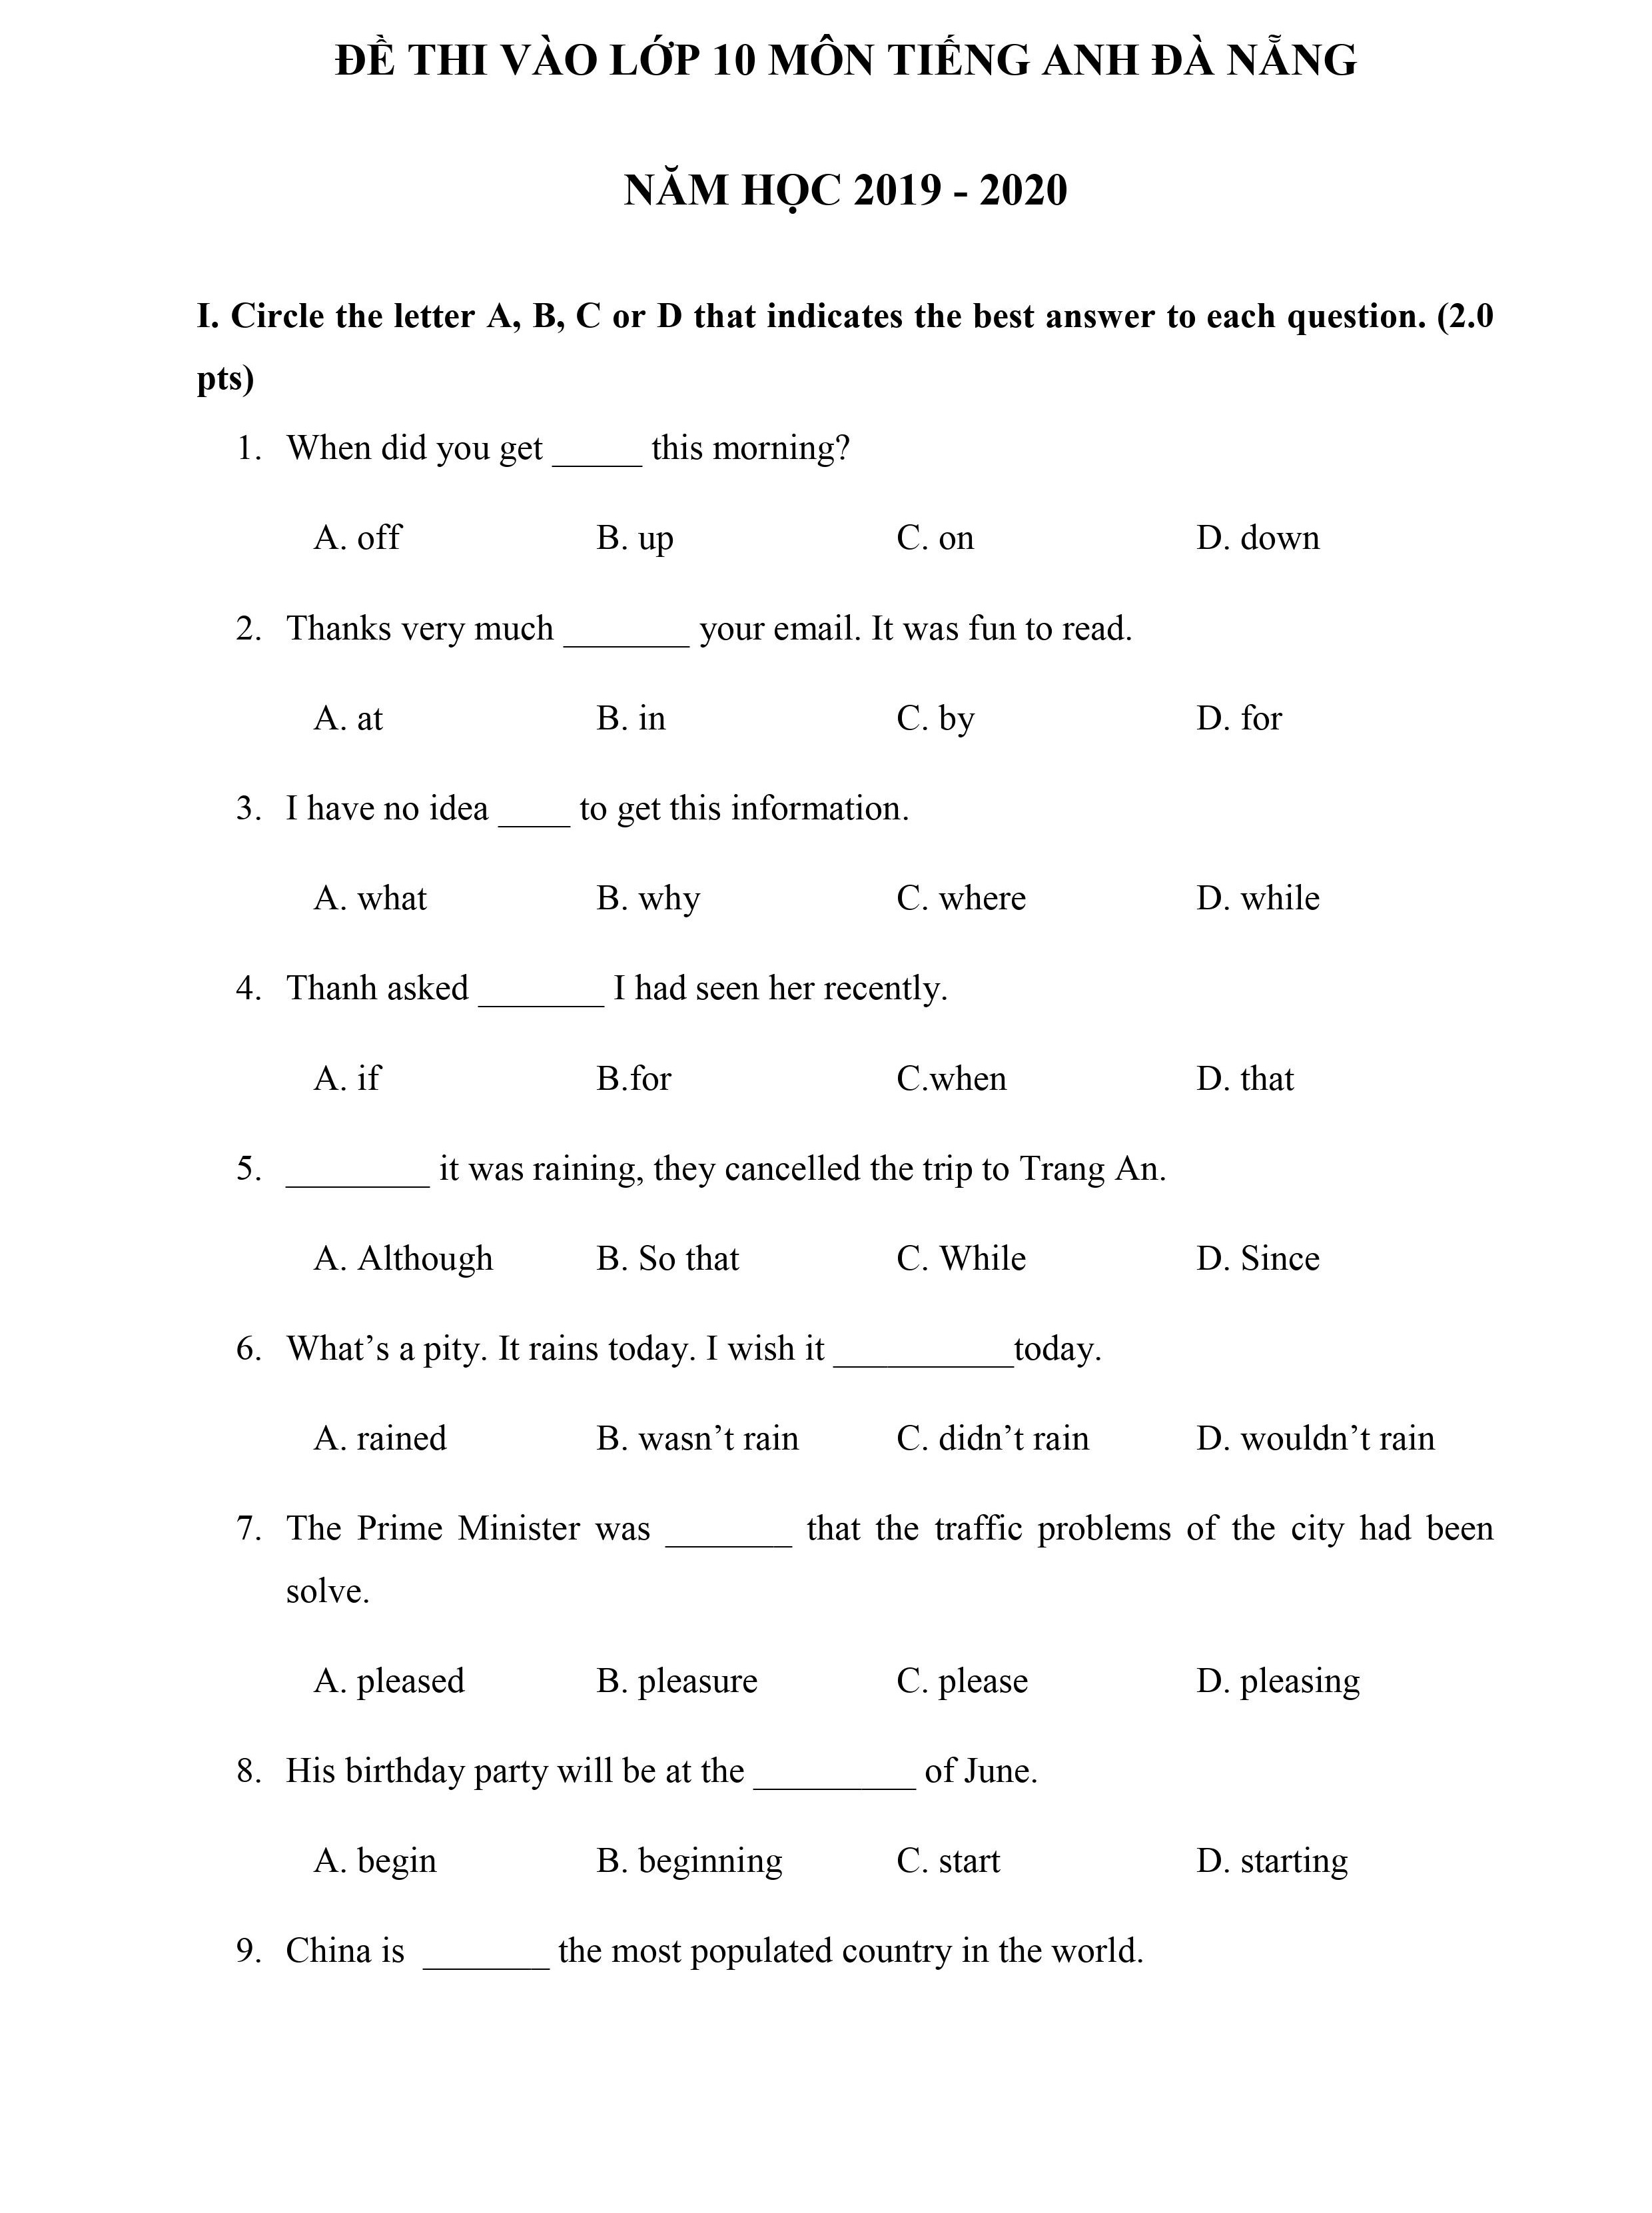 ĐỀ THI VÀO LỚP 10 MÔN TIẾNG ANH ĐÀ NẴNG
NĂM HỌC 2019 - 2020
I. Circle the letter A, B, C or D that indicates the best answer to each question. (2.0
pts)
1. When did you get _____ this morning?
A. off B. up C. on D. down
2. Thanks very much _______ your email. It was fun to read.
A. at B. in C. by D. for
3. I have no idea ____ to get this information.
A. what B. why C. where D. while
4. Thanh asked _______ I had seen her recently.
A. if B.for C.when D. that
5. ________ it was raining, they cancelled the trip to Trang An.
A. Although B. So that C. While D. Since
6. What’s a pity. It rains today. I wish it __________today.
A. rained B. wasn’t rain C. didn’t rain D. wouldn’t rain
7. The Prime Minister was _______ that the traffic problems of the city had been
solve.
A. pleased B. pleasure C. please D. pleasing
8. His birthday party will be at the _________ of June.
A. begin B. beginning C. start D. starting
9. China is _______ the most populated country in the world.